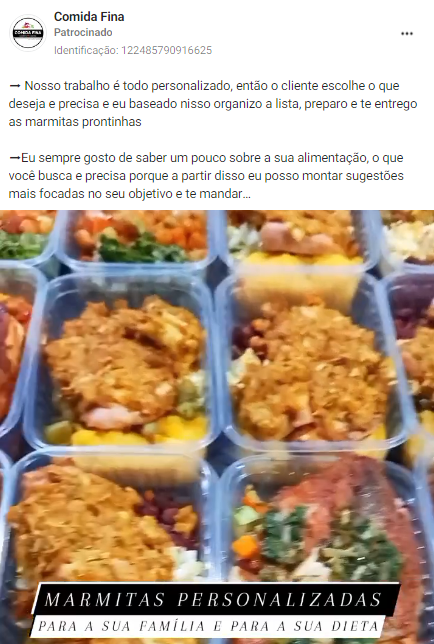 Comida Fina
Patrocinado
Identificação: 122485790916625
COMIDA FINA
→ Nosso trabalho é todo personalizado, então o cliente escolhe o que
deseja e precisa e eu baseado nisso organizo a lista, preparo e te entrego
as marmitas prontinhas
→Eu sempre gosto de saber um pouco sobre a sua alimentação, o que
você busca e precisa porque a partir disso eu posso montar sugestões
mais focadas no seu objetivo e te mandar...
MARMITAS PERSONALIZADAS
PARA A SUA FAMÍLIA E PARA A SUA DIETA